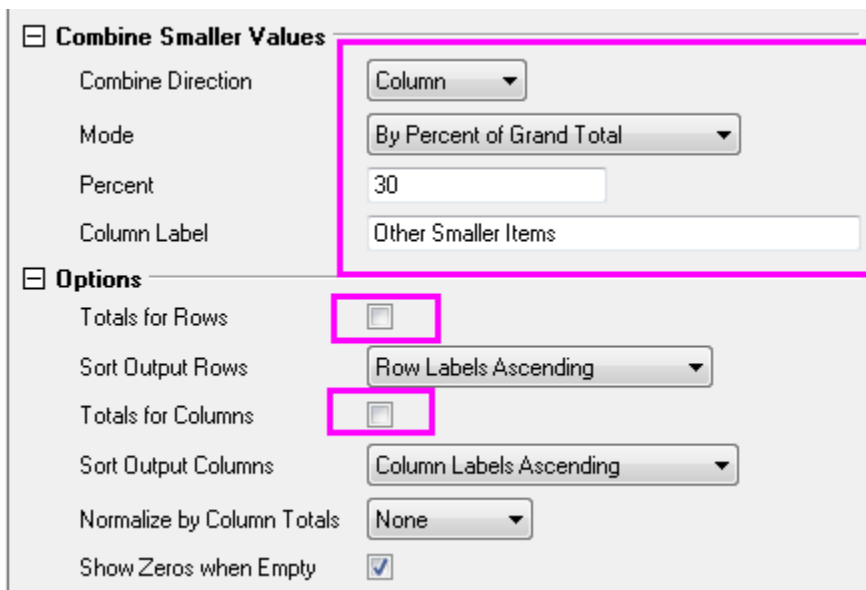 Combine Smaller Values
Combine Direction Column
Mode By Percent of Grand Total
Percent 30
Column Label Other Smaller Items
Options
Totals for Rows
Sort Output Rows Row Labels Ascending
Totals for Columns
Sort Output Columns Column Labels Ascending
Normalize by Column Totals None
Show Zeros when Empty